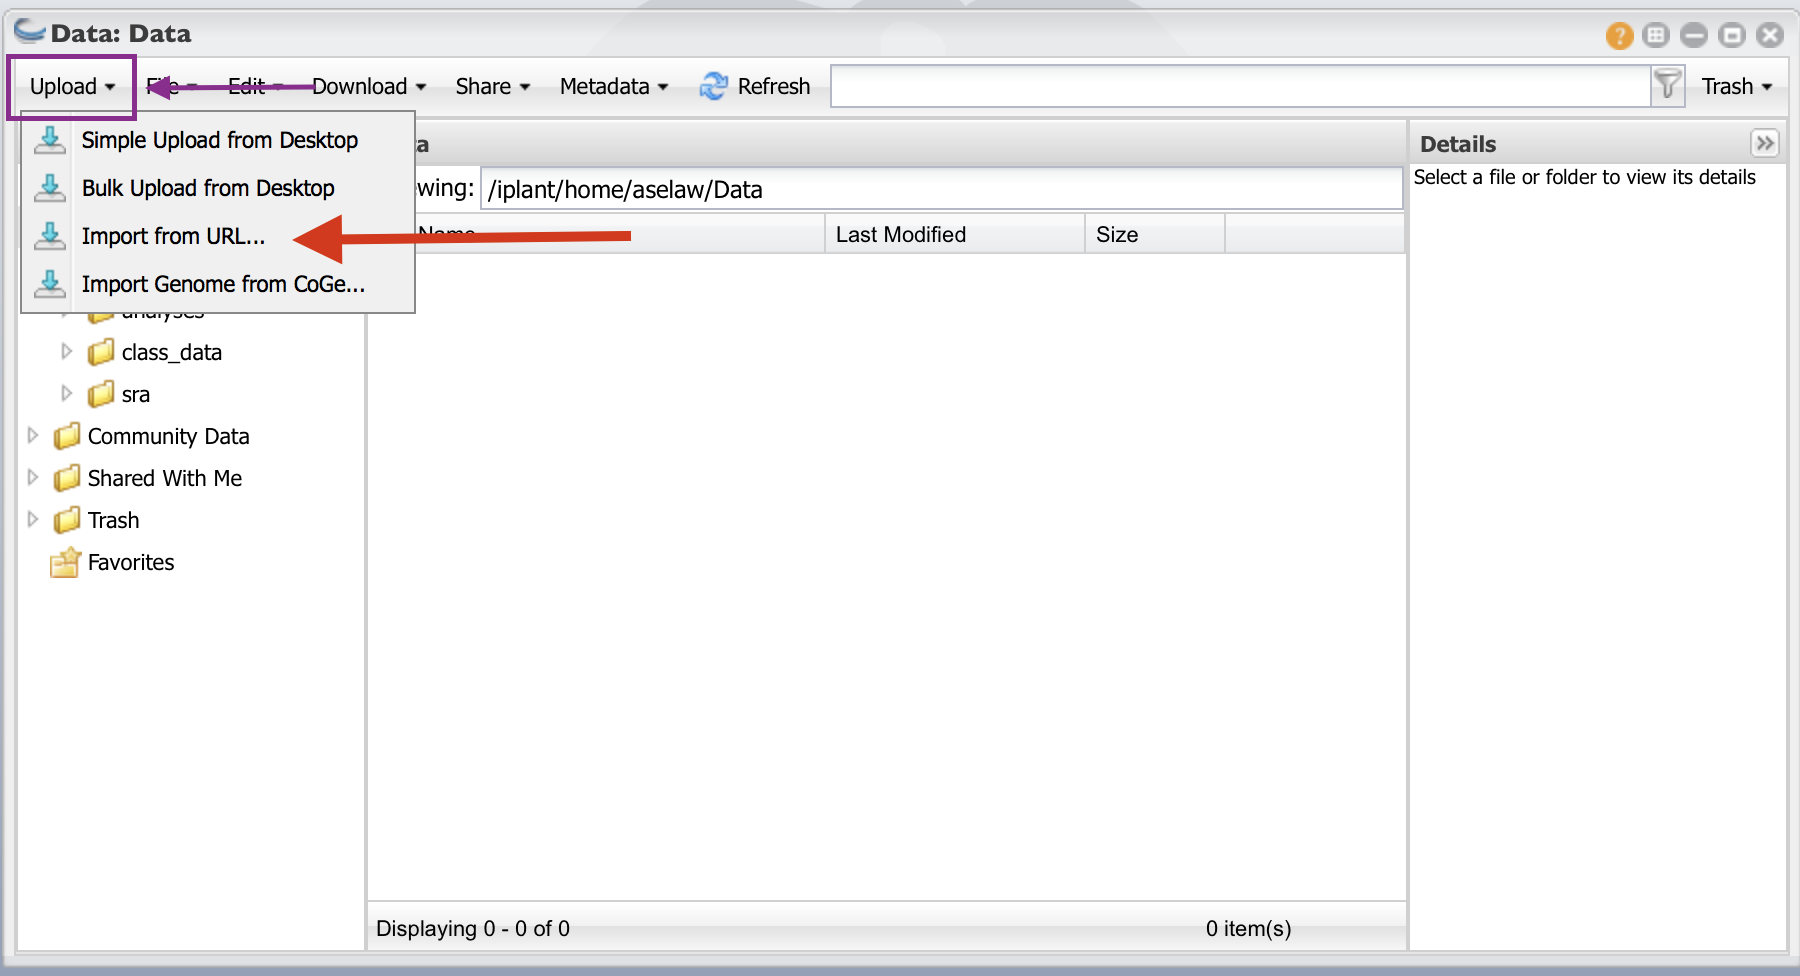 Data: Data
Upload File Edit Download Share Metadata Refresh Trash
Simple Upload from Desktop
Bulk Upload from Desktop
Import from URL...
Import Genome from CoGe...
analyses
class_data
sra
Community Data
Shared With Me
Trash
Favorites
ta
wing: /iplant/home/aselaw/Data
Name Last Modified Size
Displaying 0 - 0 of 0 0 item(s)
Details
Select a file or folder to view its details